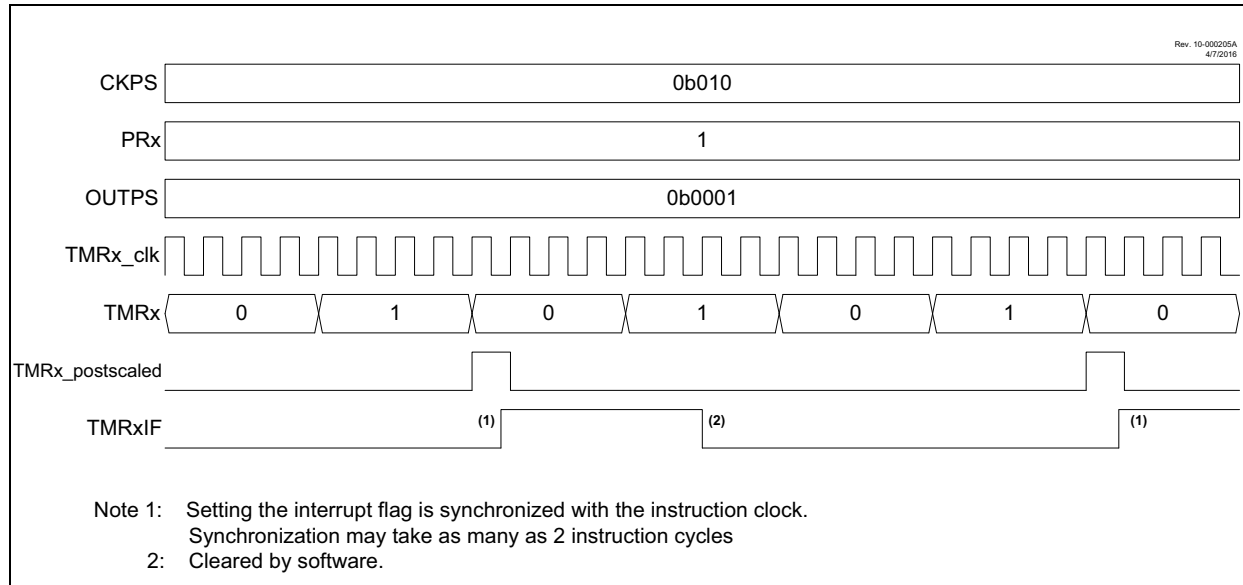 Rev. 10-000205A
4/7/2016
CKPS 0b010
PRx 1
OUTPS 0b0001
TMRx_clk
TMRx 0 1 0 1 0 1 0
TMRx_postscaled
TMRxIF (1) (2) (1)
Note 1: Setting the interrupt flag is synchronized with the instruction clock.
Synchronization may take as many as 2 instruction cycles
2: Cleared by software.